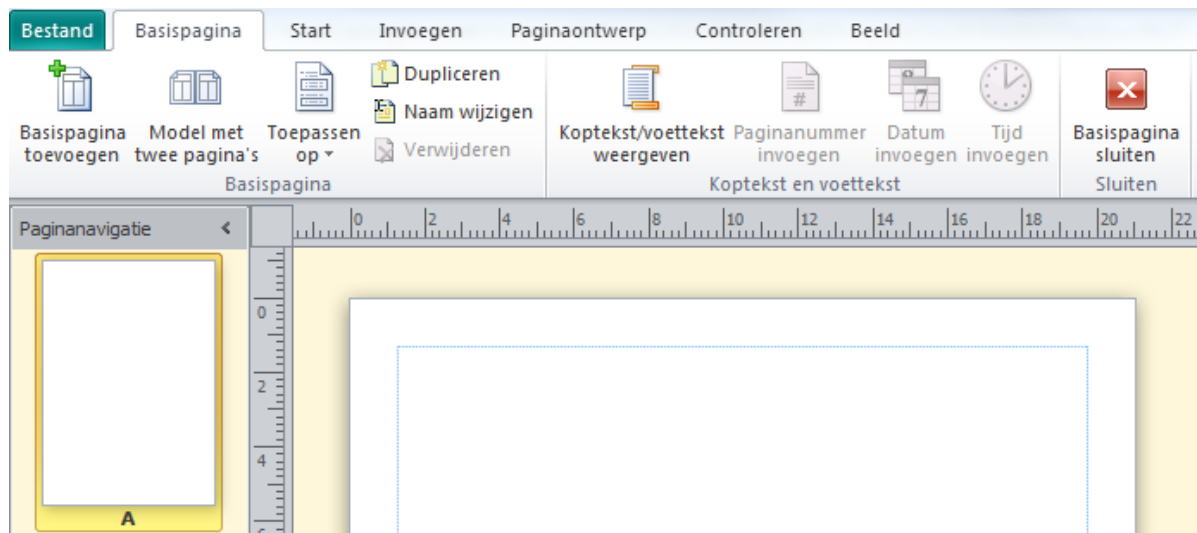 Bestand Basispagina Start Invoegen Paginaontwerp Controleren Beeld
Basispagina toevoegen
Model met twee pagina's
Toepassen op
Dupliceren
Naam wijzigen
Verwijderen
Basispagina
Koptekst/voettekst weergeven
Paginanummer invoegen
Datum invoegen
Tijd invoegen
Koptekst en voettekst
Basispagina sluiten
Sluiten
Paginanavigatie
0 2 4 6 8 10 12 14 16 18 20 22
0
2
4
A